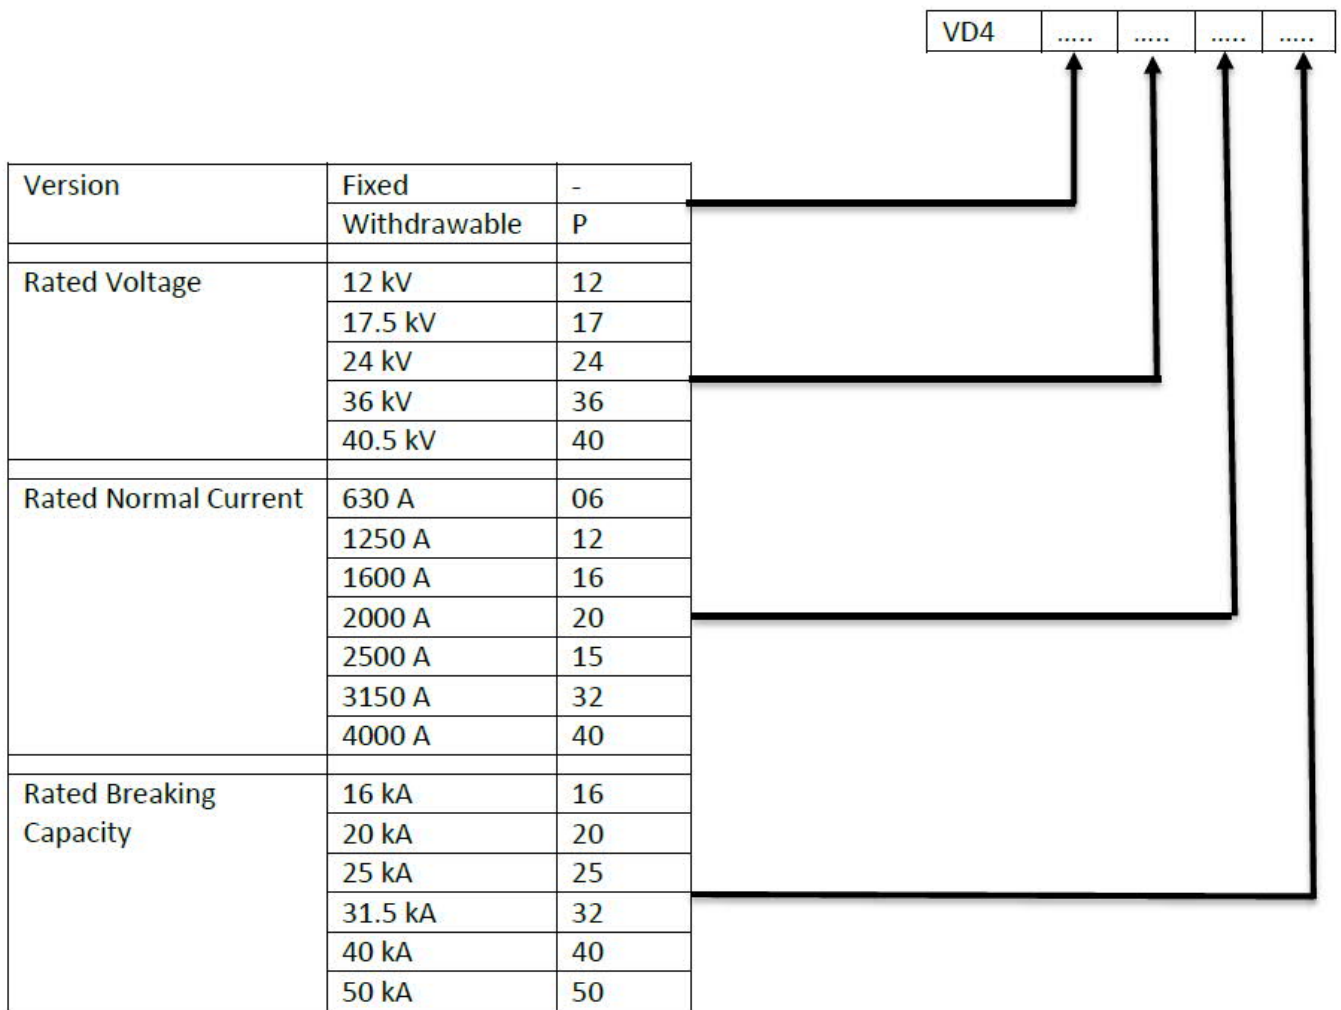 VD4 ..... ..... ..... .....
Version Fixed -
Withdrawable P
Rated Voltage 12 kV 12
17.5 kV 17
24 kV 24
36 kV 36
40.5 kV 40
Rated Normal Current 630 A 06
1250 A 12
1600 A 16
2000 A 20
2500 A 15
3150 A 32
4000 A 40
Rated Breaking 16 kA 16
Capacity 20 kA 20
25 kA 25
31.5 kA 32
40 kA 40
50 kA 50